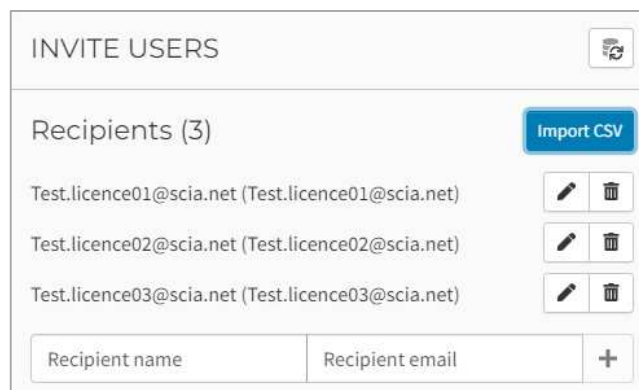 INVITE USERS
Recipients (3)
Import CSV
Test.licence01@scia.net (Test.licence01@scia.net)
Test.licence02@scia.net (Test.licence02@scia.net)
Test.licence03@scia.net (Test.licence03@scia.net)
Recipient name
Recipient email